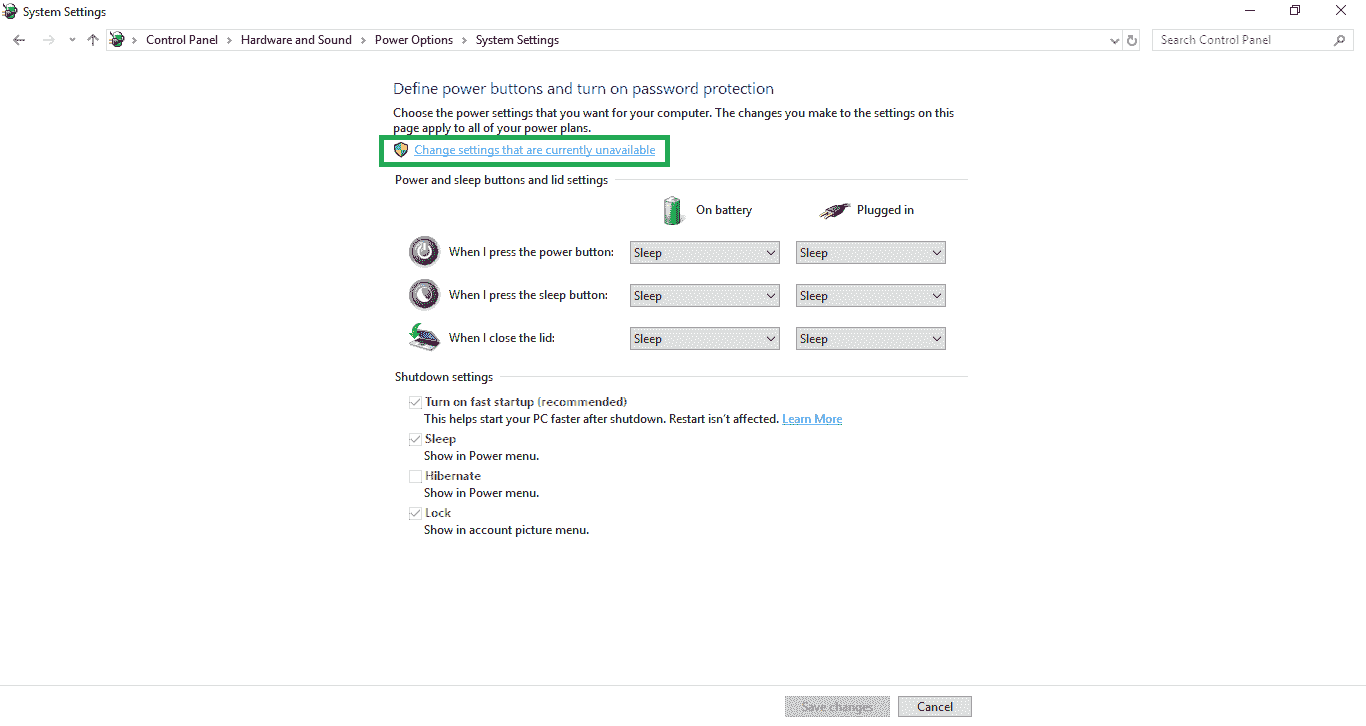 System Settings
Control Panel > Hardware and Sound > Power Options > System Settings
Search Control Panel
Define power buttons and turn on password protection
Choose the power settings that you want for your computer. The changes you make to the settings on this
page apply to all of your power plans.
Change settings that are currently unavailable
Power and sleep buttons and lid settings
On battery Plugged in
When I press the power button: Sleep Sleep
When I press the sleep button: Sleep Sleep
When I close the lid: Sleep Sleep
Shutdown settings
Turn on fast startup (recommended)
This helps start your PC faster after shutdown. Restart isn't affected. Learn More
Sleep
Show in Power menu.
Hibernate
Show in Power menu.
Lock
Show in account picture menu.
Save changes Cancel